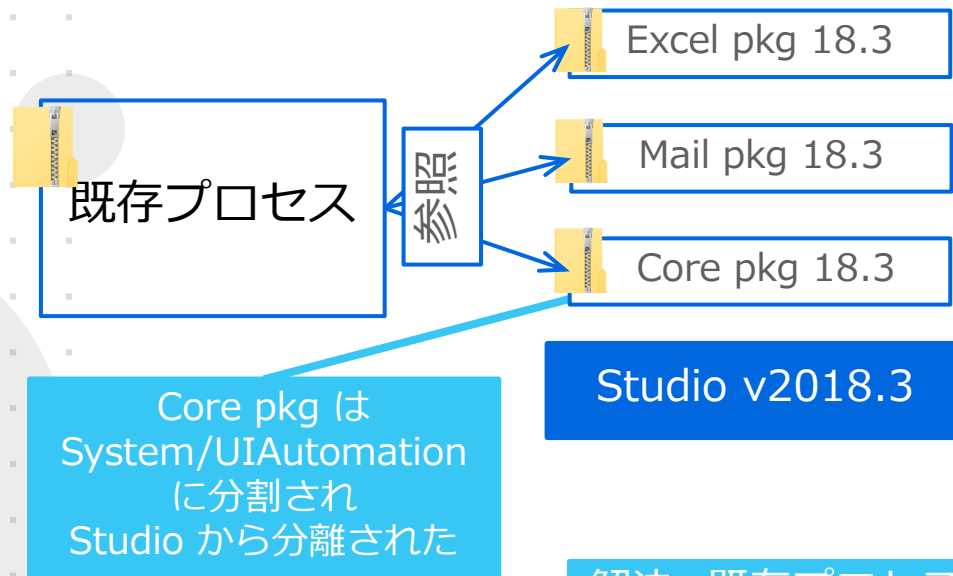 Excel pkg 18.3
Mail pkg 18.3
既存プロセス
参照
Core pkg 18.3
Studio v2018.3
Core pkg は
System/UIAutomation
に分割され
Studio から分離された